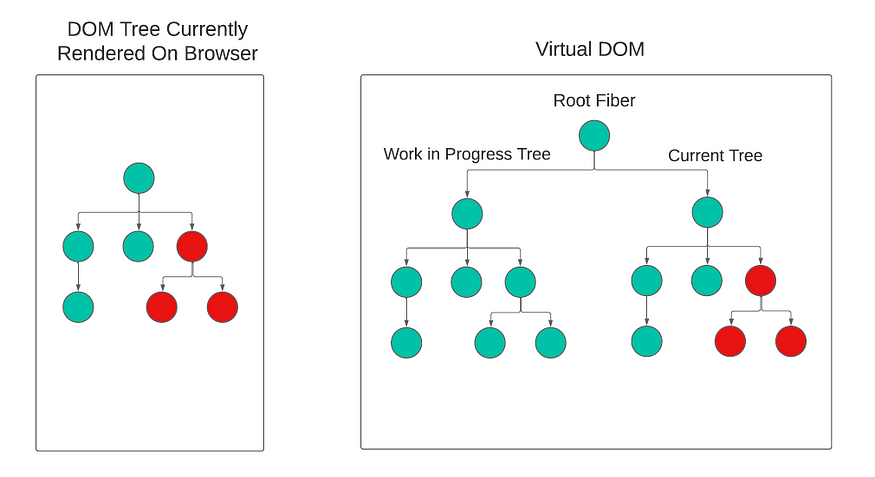 DOM Tree Currently
Rendered On Browser
Virtual DOM
Root Fiber
Work in Progress Tree
Current Tree